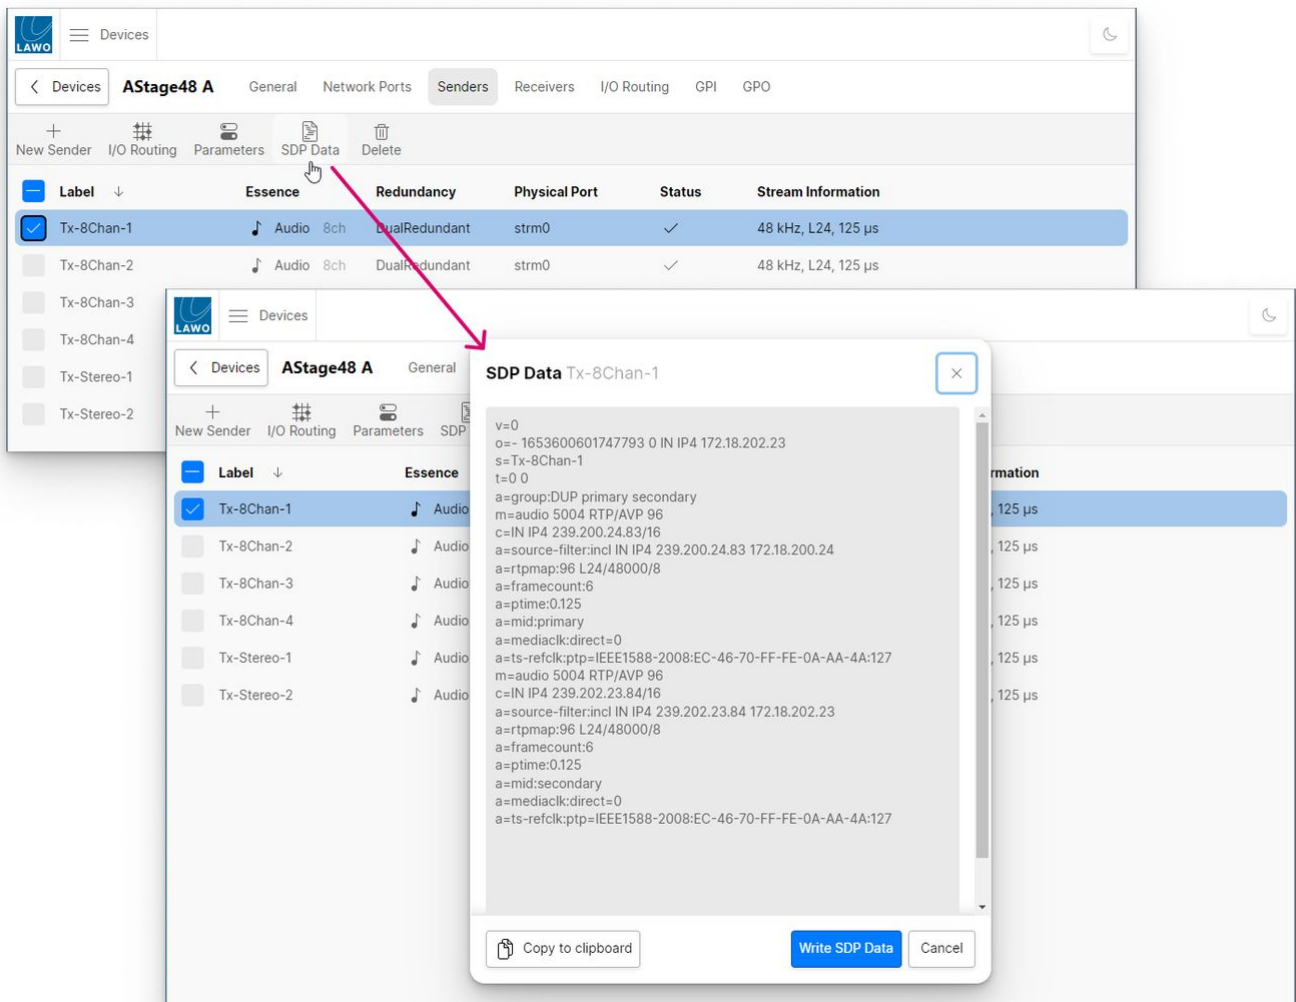 LAWO
Devices
Devices AStage48 A General Network Ports Senders Receivers I/O Routing GPI GPO
New Sender I/O Routing Parameters SDP Data Delete
Label Essence Redundancy Physical Port Status Stream Information
Tx-8Chan-1 Audio 8ch DualRedundant strm0 48 kHz, L24, 125 µs
Tx-8Chan-2 Audio 8ch DualRedundant strm0 48 kHz, L24, 125 µs
Tx-8Chan-3
Tx-8Chan-4
Tx-Stereo-1
Tx-Stereo-2
LAWO
Devices
Devices AStage48 A General
New Sender I/O Routing Parameters SDP
Label Essence rmation
Tx-8Chan-1 Audio , 125 µs
Tx-8Chan-2 Audio , 125 µs
Tx-8Chan-3 Audio , 125 µs
Tx-8Chan-4 Audio , 125 µs
Tx-Stereo-1 Audio , 125 µs
Tx-Stereo-2 Audio , 125 µs
SDP Data Tx-8Chan-1
v=0
o=- 1653600601747793 0 IN IP4 172.18.202.23
s=Tx-8Chan-1
t=0 0
a=group:DUP primary secondary
m=audio 5004 RTP/AVP 96
c=IN IP4 239.200.24.83/16
a=source-filter:incl IN IP4 239.200.24.83 172.18.200.24
a=rtpmap:96 L24/48000/8
a=framecount:6
a=ptime:0.125
a=mid:primary
a=mediaclk:direct=0
a=ts-refclk:ptp=IEEE1588-2008:EC-46-70-FF-FE-0A-AA-4A:127
m=audio 5004 RTP/AVP 96
c=IN IP4 239.202.23.84/16
a=source-filter:incl IN IP4 239.202.23.84 172.18.202.23
a=rtpmap:96 L24/48000/8
a=framecount:6
a=ptime:0.125
a=mid:secondary
a=mediaclk:direct=0
a=ts-refclk:ptp=IEEE1588-2008:EC-46-70-FF-FE-0A-AA-4A:127
Copy to clipboard Write SDP Data Cancel